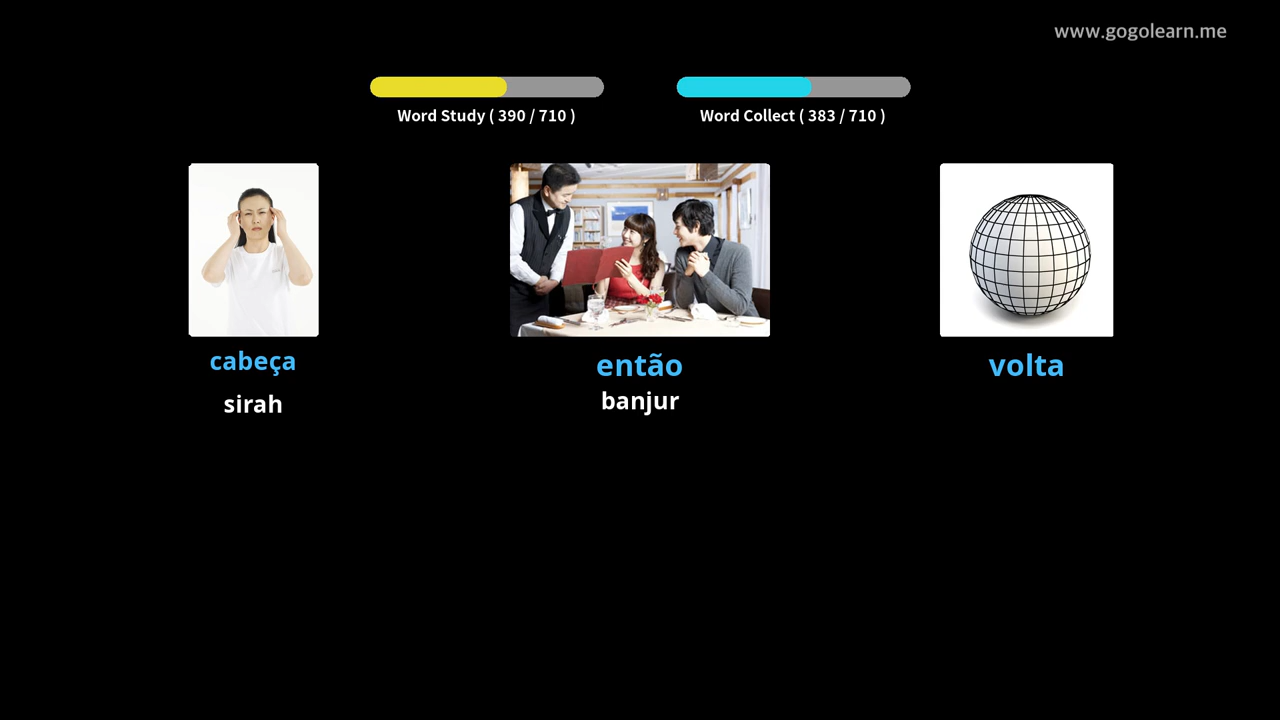 www.gogolearn.me
Word Study ( 390 / 710 )
Word Collect ( 383 / 710 )
cabeça
sirah
então
banjur
volta